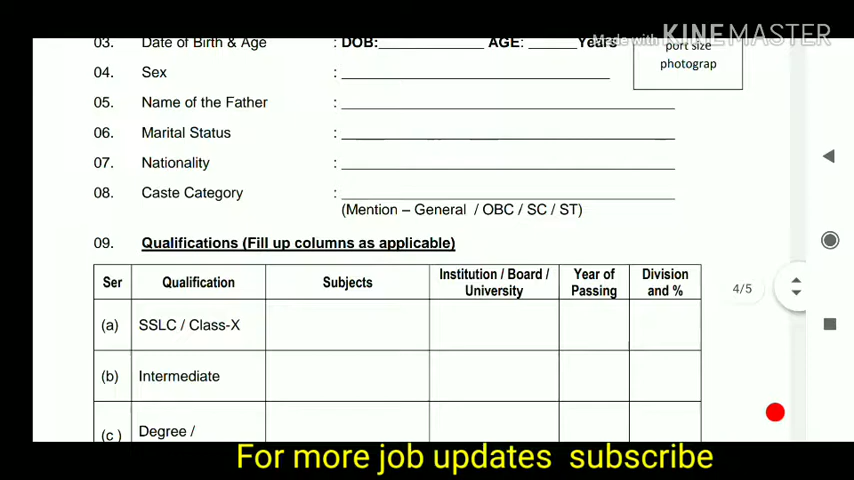 Made with KINEMASTER
03. Date of Birth & Age : DOB:____________ AGE: ______Years
port size
photograp
04. Sex :
05. Name of the Father :
06. Marital Status :
07. Nationality :
08. Caste Category :
(Mention – General / OBC / SC / ST)
09. Qualifications (Fill up columns as applicable)
Ser Qualification Subjects Institution / Board / University Year of Passing Division and %
(a) SSLC / Class-X
(b) Intermediate
(c ) Degree /
4/5
For more job updates subscribe